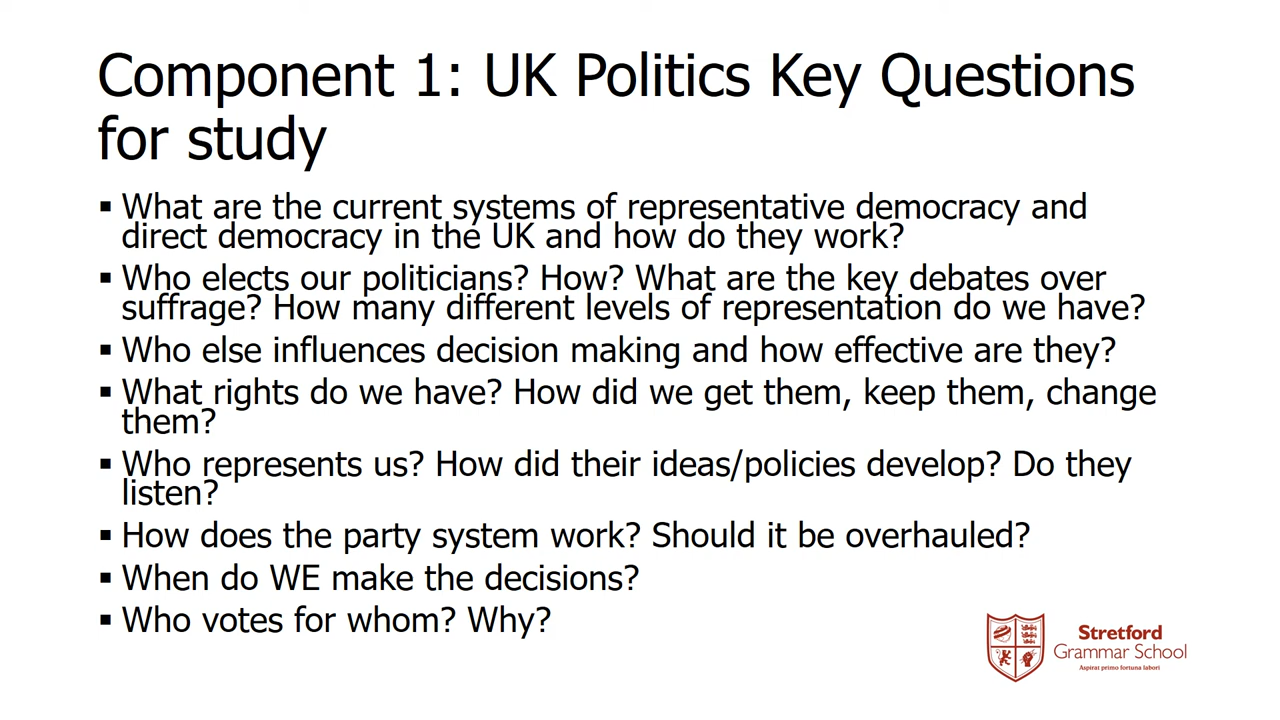 Component 1: UK Politics Key Questions
for study
▪ What are the current systems of representative democracy and
direct democracy in the UK and how do they work?
▪ Who elects our politicians? How? What are the key debates over
suffrage? How many different levels of representation do we have?
▪ Who else influences decision making and how effective are they?
▪ What rights do we have? How did we get them, keep them, change
them?
▪ Who represents us? How did their ideas/policies develop? Do they
listen?
▪ How does the party system work? Should it be overhauled?
▪ When do WE make the decisions?
▪ Who votes for whom? Why?
Stretford
Grammar School
Aspirat primo fortuna labori